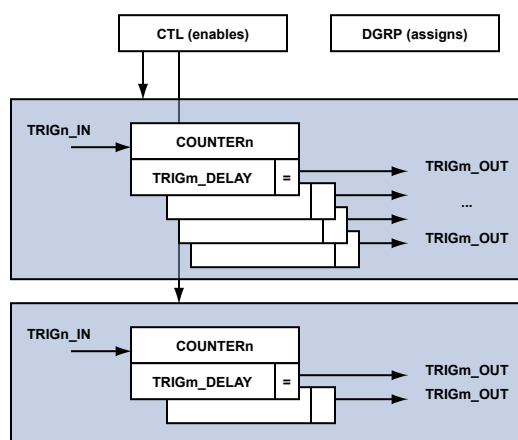 CTL (enables)
DGRP (assigns)
TRIGn_IN
COUNTERn
TRIGm_DELAY
=
TRIGm_OUT
...
TRIGm_OUT
TRIGn_IN
COUNTERn
TRIGm_DELAY
=
TRIGm_OUT
TRIGm_OUT